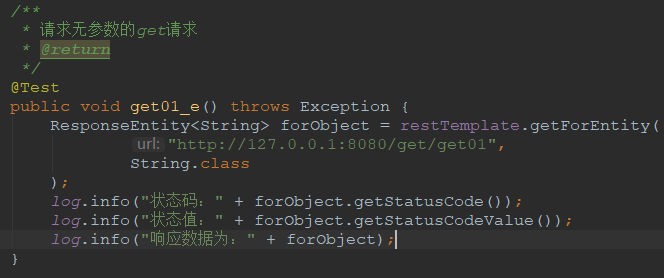 /**
 * 请求无参数的get请求
 * @return
 */
@Test
public void get01_e() throws Exception {
    ResponseEntity<String> forObject = restTemplate.getForEntity(
            url: "http://127.0.0.1:8080/get/get01",
            String.class
    );
    log.info("状态码：" + forObject.getStatusCode());
    log.info("状态值：" + forObject.getStatusCodeValue());
    log.info("响应数据为：" + forObject);
}